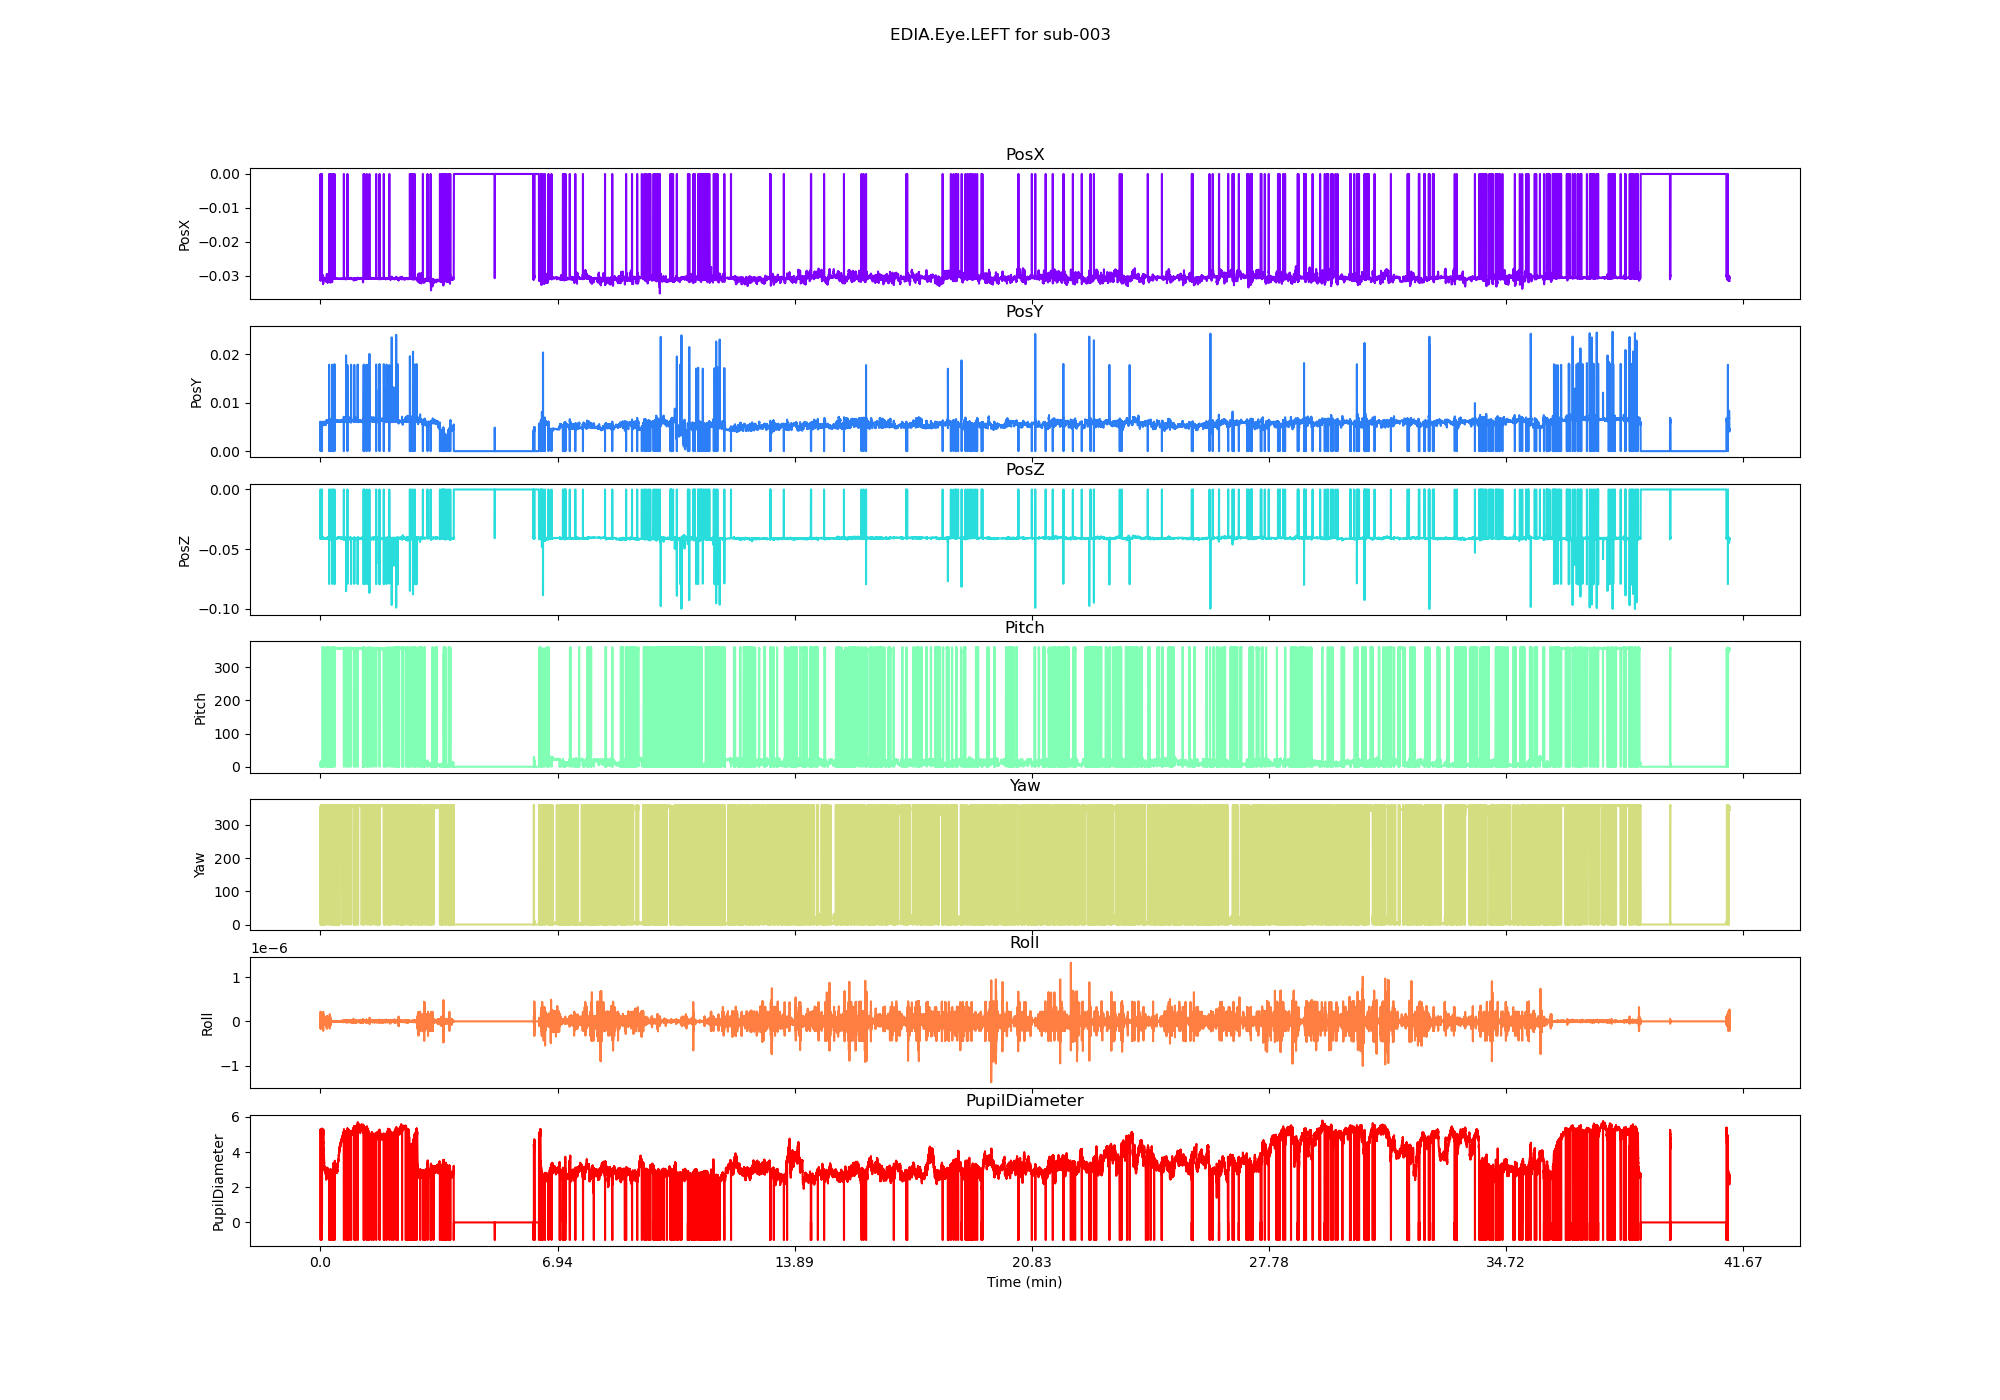 EDIA.Eye.LEFT for sub-003
PosX
0.00
−0.01
−0.02
−0.03
PosX
PosY
0.02
0.01
0.00
PosY
PosZ
0.00
−0.05
−0.10
PosZ
Pitch
300
200
100
0
Pitch
Yaw
300
200
100
0
Yaw
1e−6
Roll
1
0
−1
Roll
PupilDiameter
6
4
2
0
PupilDiameter
0.0 6.94 13.89 20.83 27.78 34.72 41.67
Time (min)